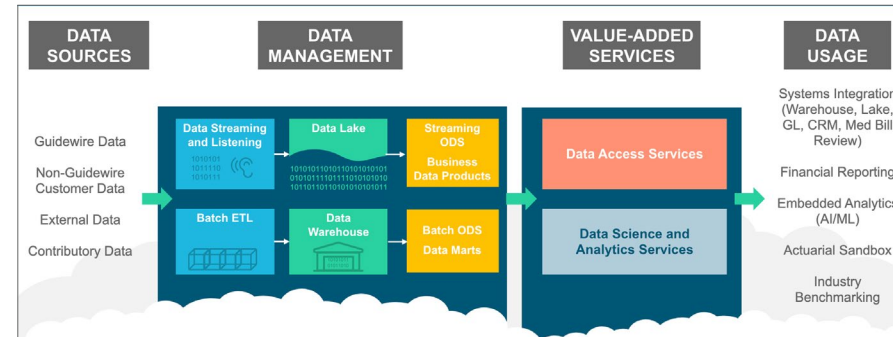 DATA
SOURCES
DATA
MANAGEMENT
VALUE-ADDED
SERVICES
DATA
USAGE
Guidewire Data
Non-Guidewire
Customer Data
External Data
Contributory Data
Data Streaming
and Listening
1010101
1011110
1010111
Data Lake
1010101101011010101010101
0101011110111101010101010
1011011011010101010101011
Streaming
ODS
Business
Data Products
Batch ETL
Data
Warehouse
Batch ODS
Data Marts
Data Access Services
Data Science and
Analytics Services
Systems Integration
(Warehouse, Lake,
GL, CRM, Med Bill
Review)
Financial Reporting
Embedded Analytics
(AI/ML)
Actuarial Sandbox
Industry
Benchmarking